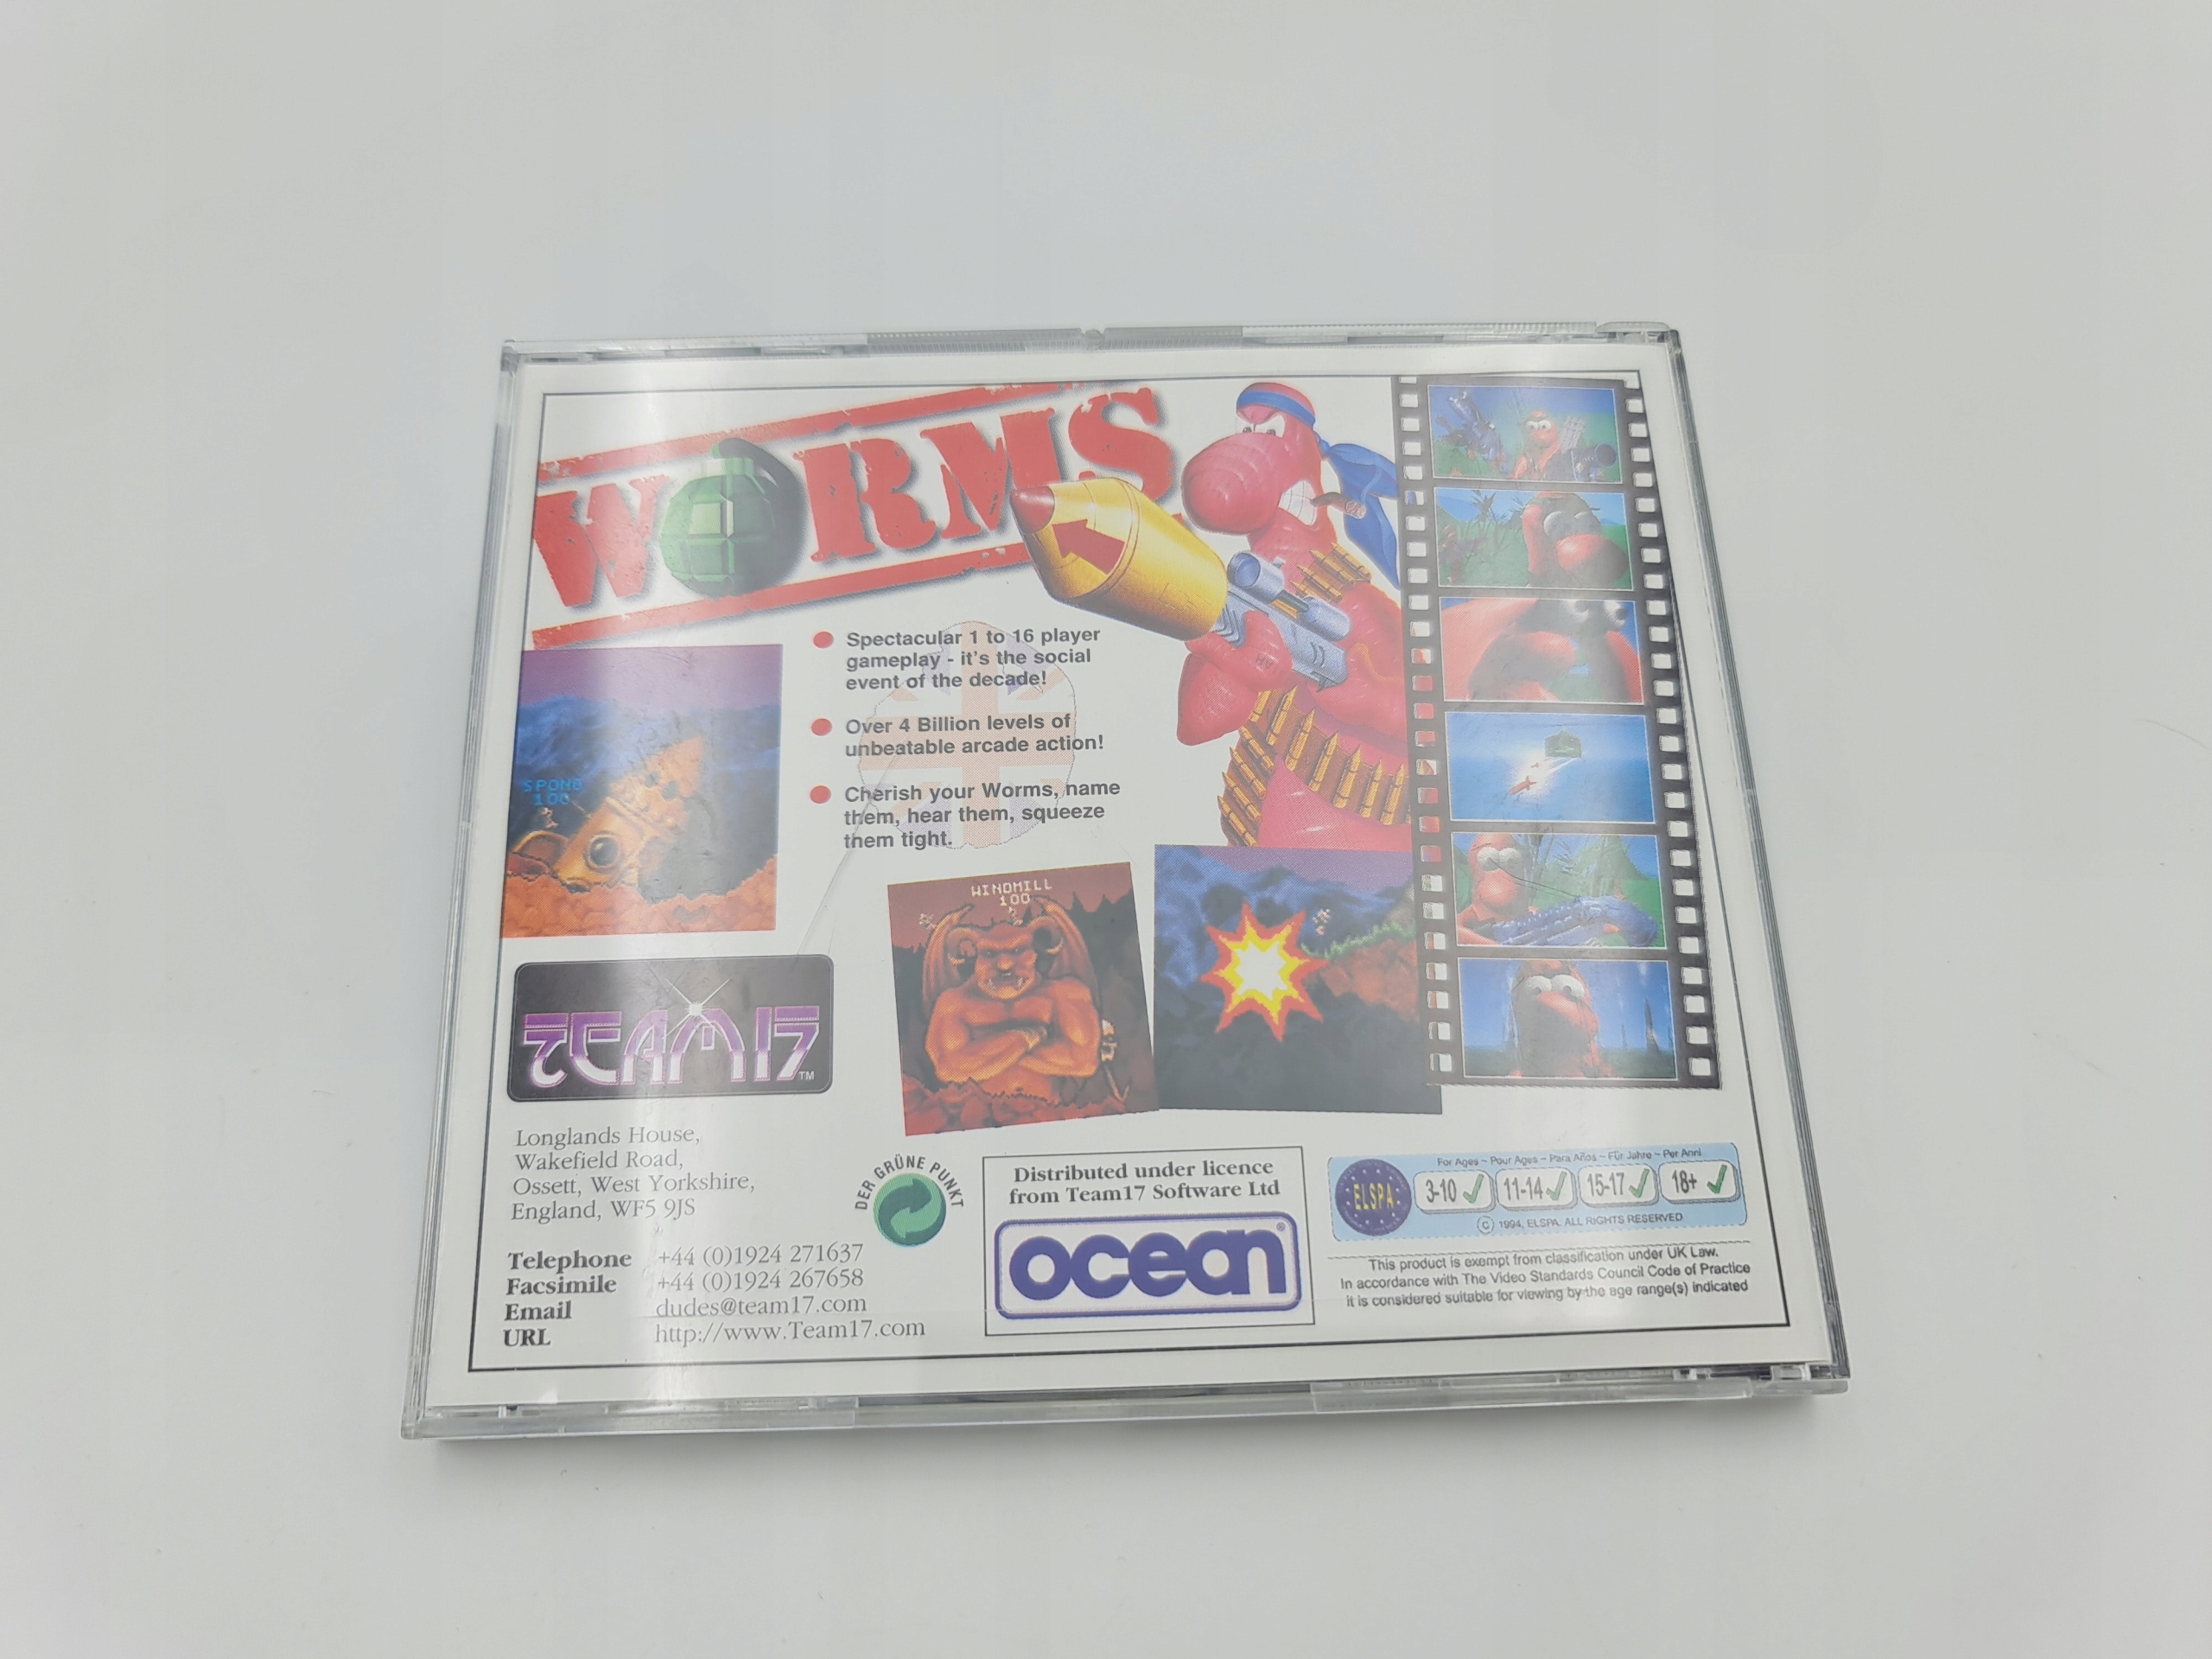 WORMS
Spectacular 1 to 16 player
gameplay - it's the social
event of the decade!
Over 4 Billion levels of
unbeatable arcade action!
Cherish your Worms, name
them, hear them, squeeze
them tight.
SPONG
100
WINDMILL
100
TEAM17 TM
Longlands House,
Wakefield Road,
Ossett, West Yorkshire,
England, WF5 9JS
Telephone +44 (0)1924 271637
Facsimile +44 (0)1924 267658
Email dudes@team17.com
URL http://www.Team17.com
DER GRÜNE PUNKT
Distributed under licence
from Team17 Software Ltd
ocean®
For Ages ~ Pour Ages ~ Para Años ~ Für Jahre ~ Per Anni
ELSPA 3-10 11-14 15-17 18+
© 1994, ELSPA. ALL RIGHTS RESERVED
This product is exempt from classification under UK Law.
In accordance with The Video Standards Council Code of Practice
it is considered suitable for viewing by the age range(s) indicated